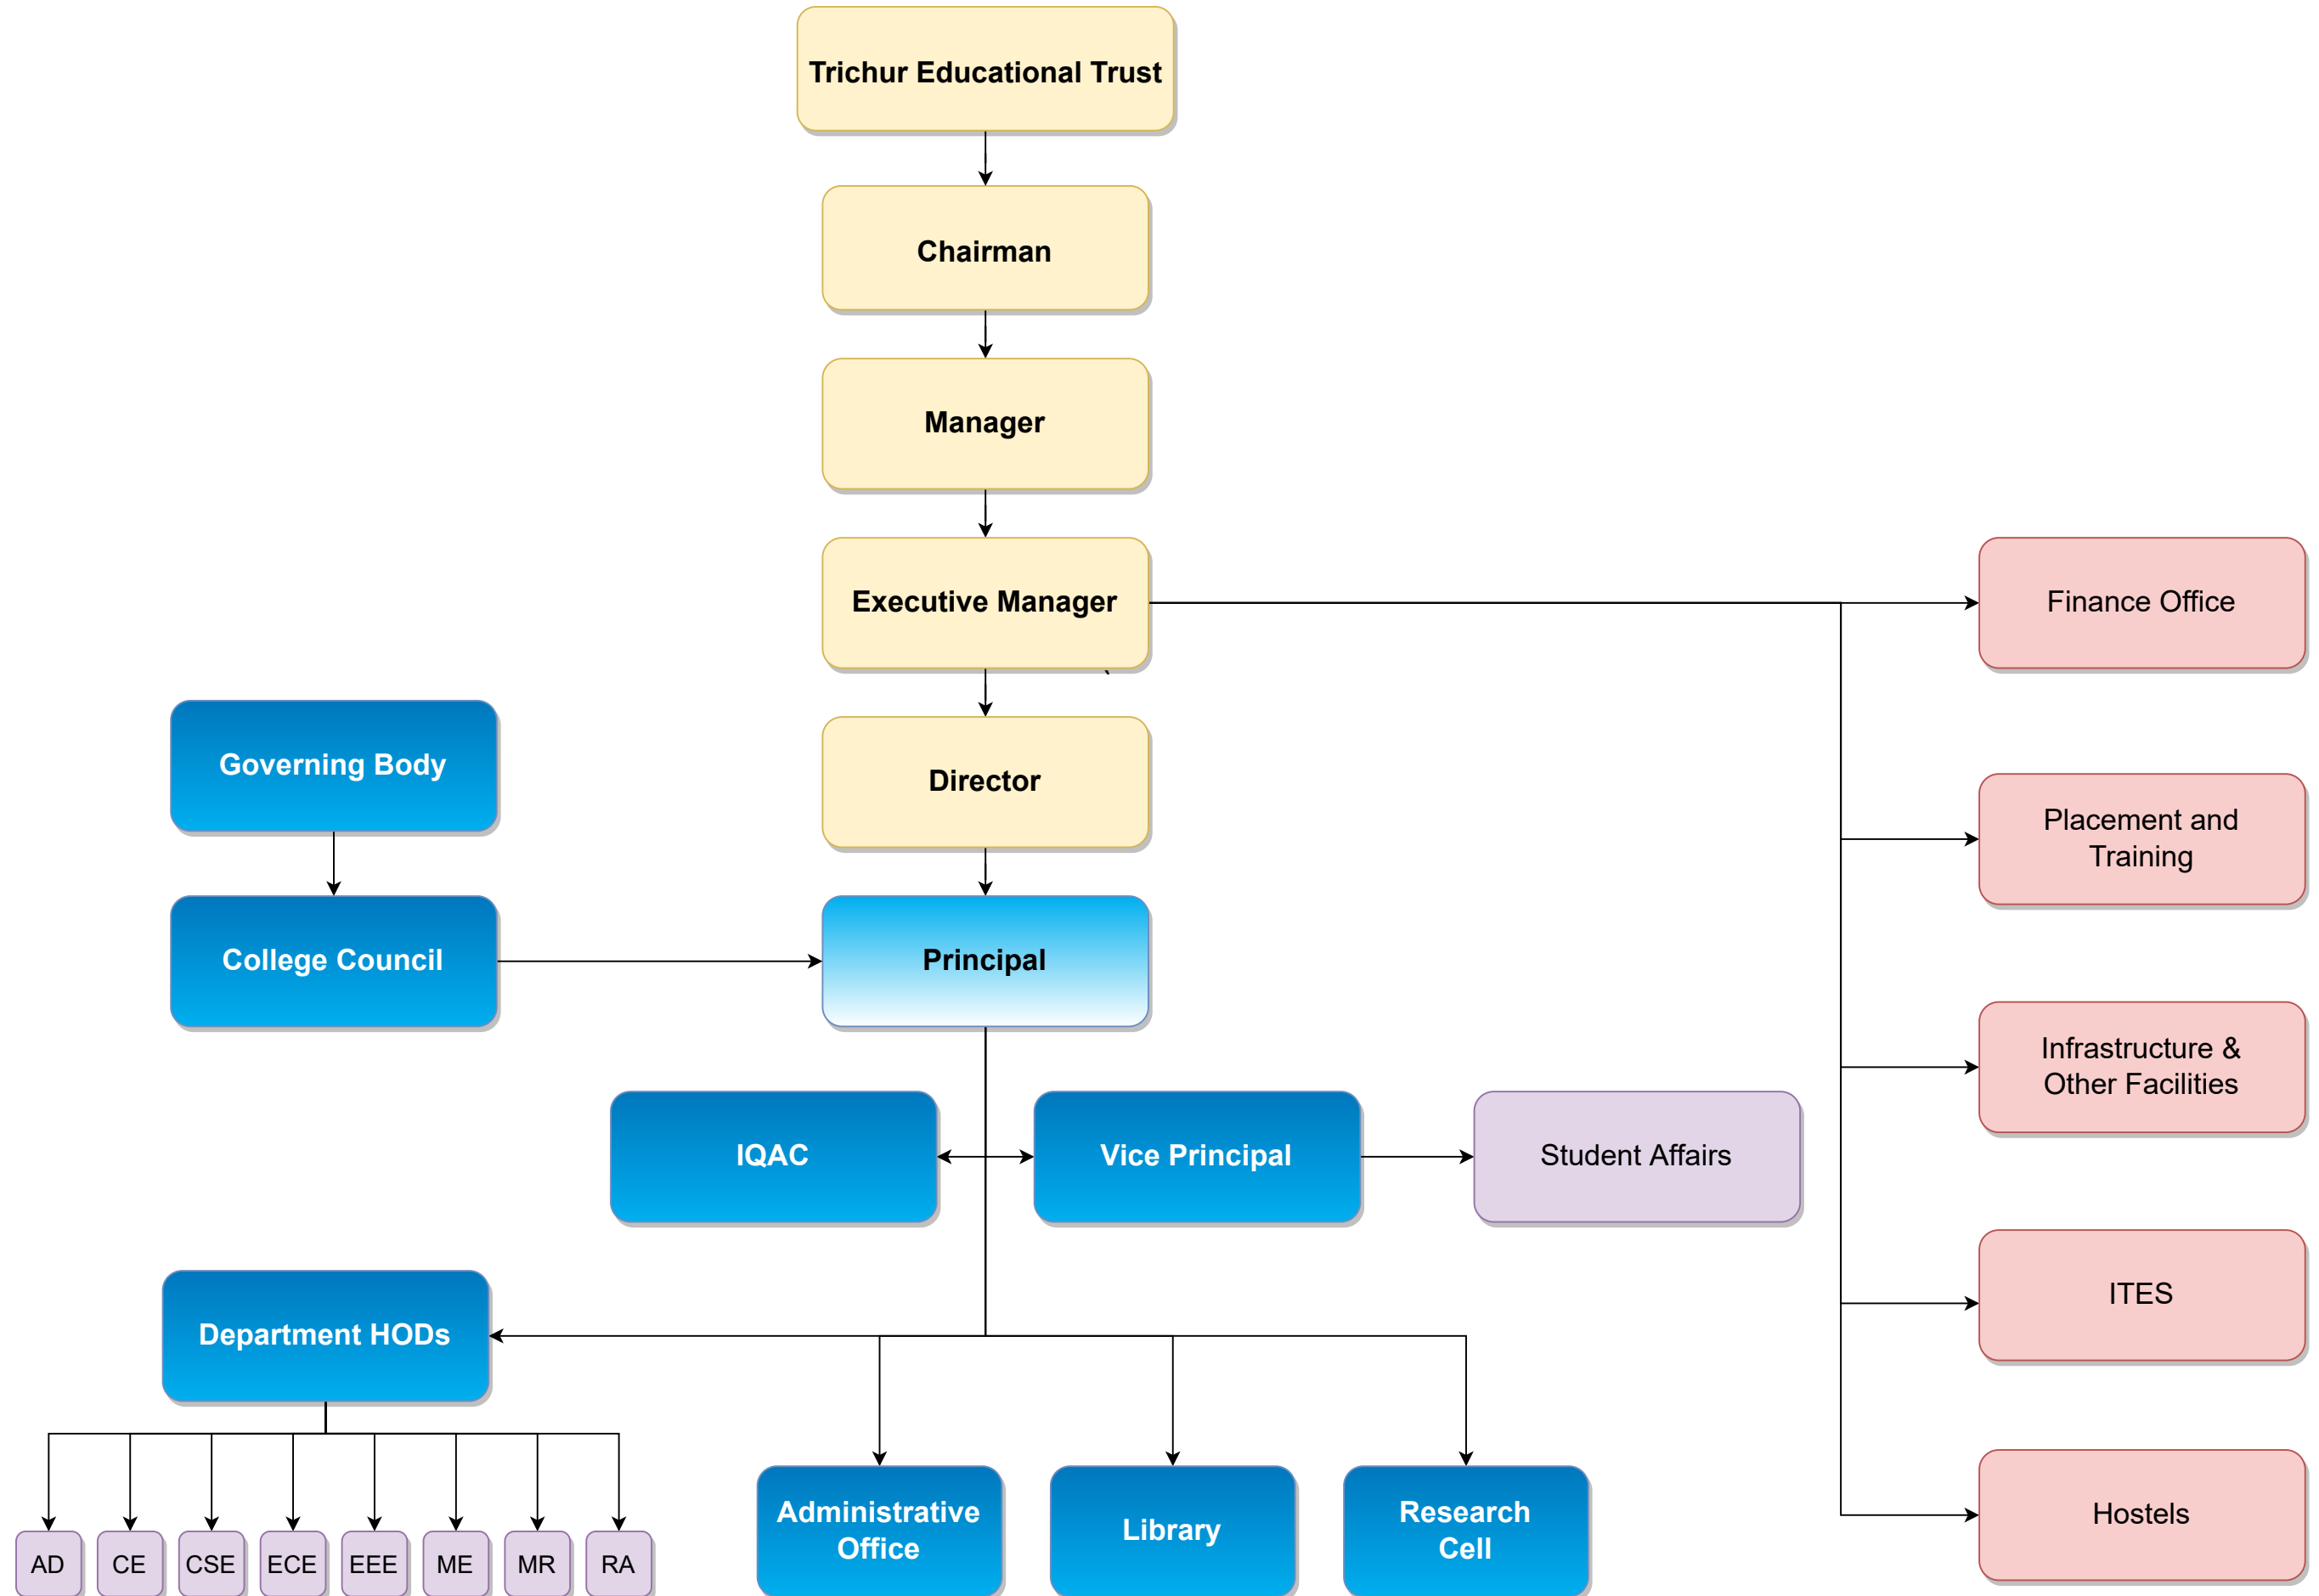 Trichur Educational Trust
Chairman
Manager
Executive Manager
Finance Office
Governing Body
Director
Placement and
Training
College Council
Principal
Infrastructure &
Other Facilities
IQAC
Vice Principal
Student Affairs
Department HODs
ITES
Administrative
Office
Library
Research
Cell
Hostels
AD
CE
CSE
ECE
EEE
ME
MR
RA